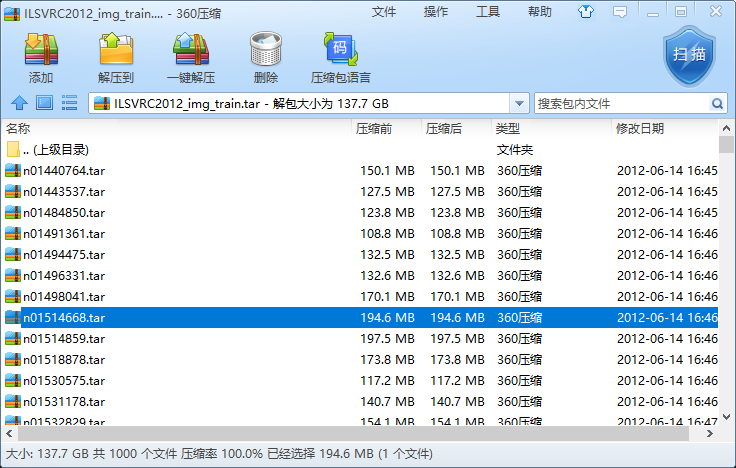 ILSVRC2012_img_train.... - 360压缩 文件 操作 工具 帮助
添加 解压到 一键解压 删除 码 压缩包语言 扫描
ILSVRC2012_img_train.tar - 解包大小为 137.7 GB 搜索包内文件
名称 压缩前 压缩后 类型 修改日期
.. (上级目录) 文件夹
n01440764.tar 150.1 MB 150.1 MB 360压缩 2012-06-14 16:45
n01443537.tar 127.5 MB 127.5 MB 360压缩 2012-06-14 16:45
n01484850.tar 123.8 MB 123.8 MB 360压缩 2012-06-14 16:45
n01491361.tar 108.8 MB 108.8 MB 360压缩 2012-06-14 16:46
n01494475.tar 132.5 MB 132.5 MB 360压缩 2012-06-14 16:46
n01496331.tar 132.6 MB 132.6 MB 360压缩 2012-06-14 16:46
n01498041.tar 170.1 MB 170.1 MB 360压缩 2012-06-14 16:46
n01514668.tar 194.6 MB 194.6 MB 360压缩 2012-06-14 16:46
n01514859.tar 197.5 MB 197.5 MB 360压缩 2012-06-14 16:46
n01518878.tar 173.8 MB 173.8 MB 360压缩 2012-06-14 16:46
n01530575.tar 117.2 MB 117.2 MB 360压缩 2012-06-14 16:46
n01531178.tar 140.7 MB 140.7 MB 360压缩 2012-06-14 16:46
n01532829.tar 154.1 MB 154.1 MB 360压缩 2012-06-14 16:47
大小: 137.7 GB 共 1000 个文件 压缩率 100.0% 已经选择 194.6 MB (1 个文件)